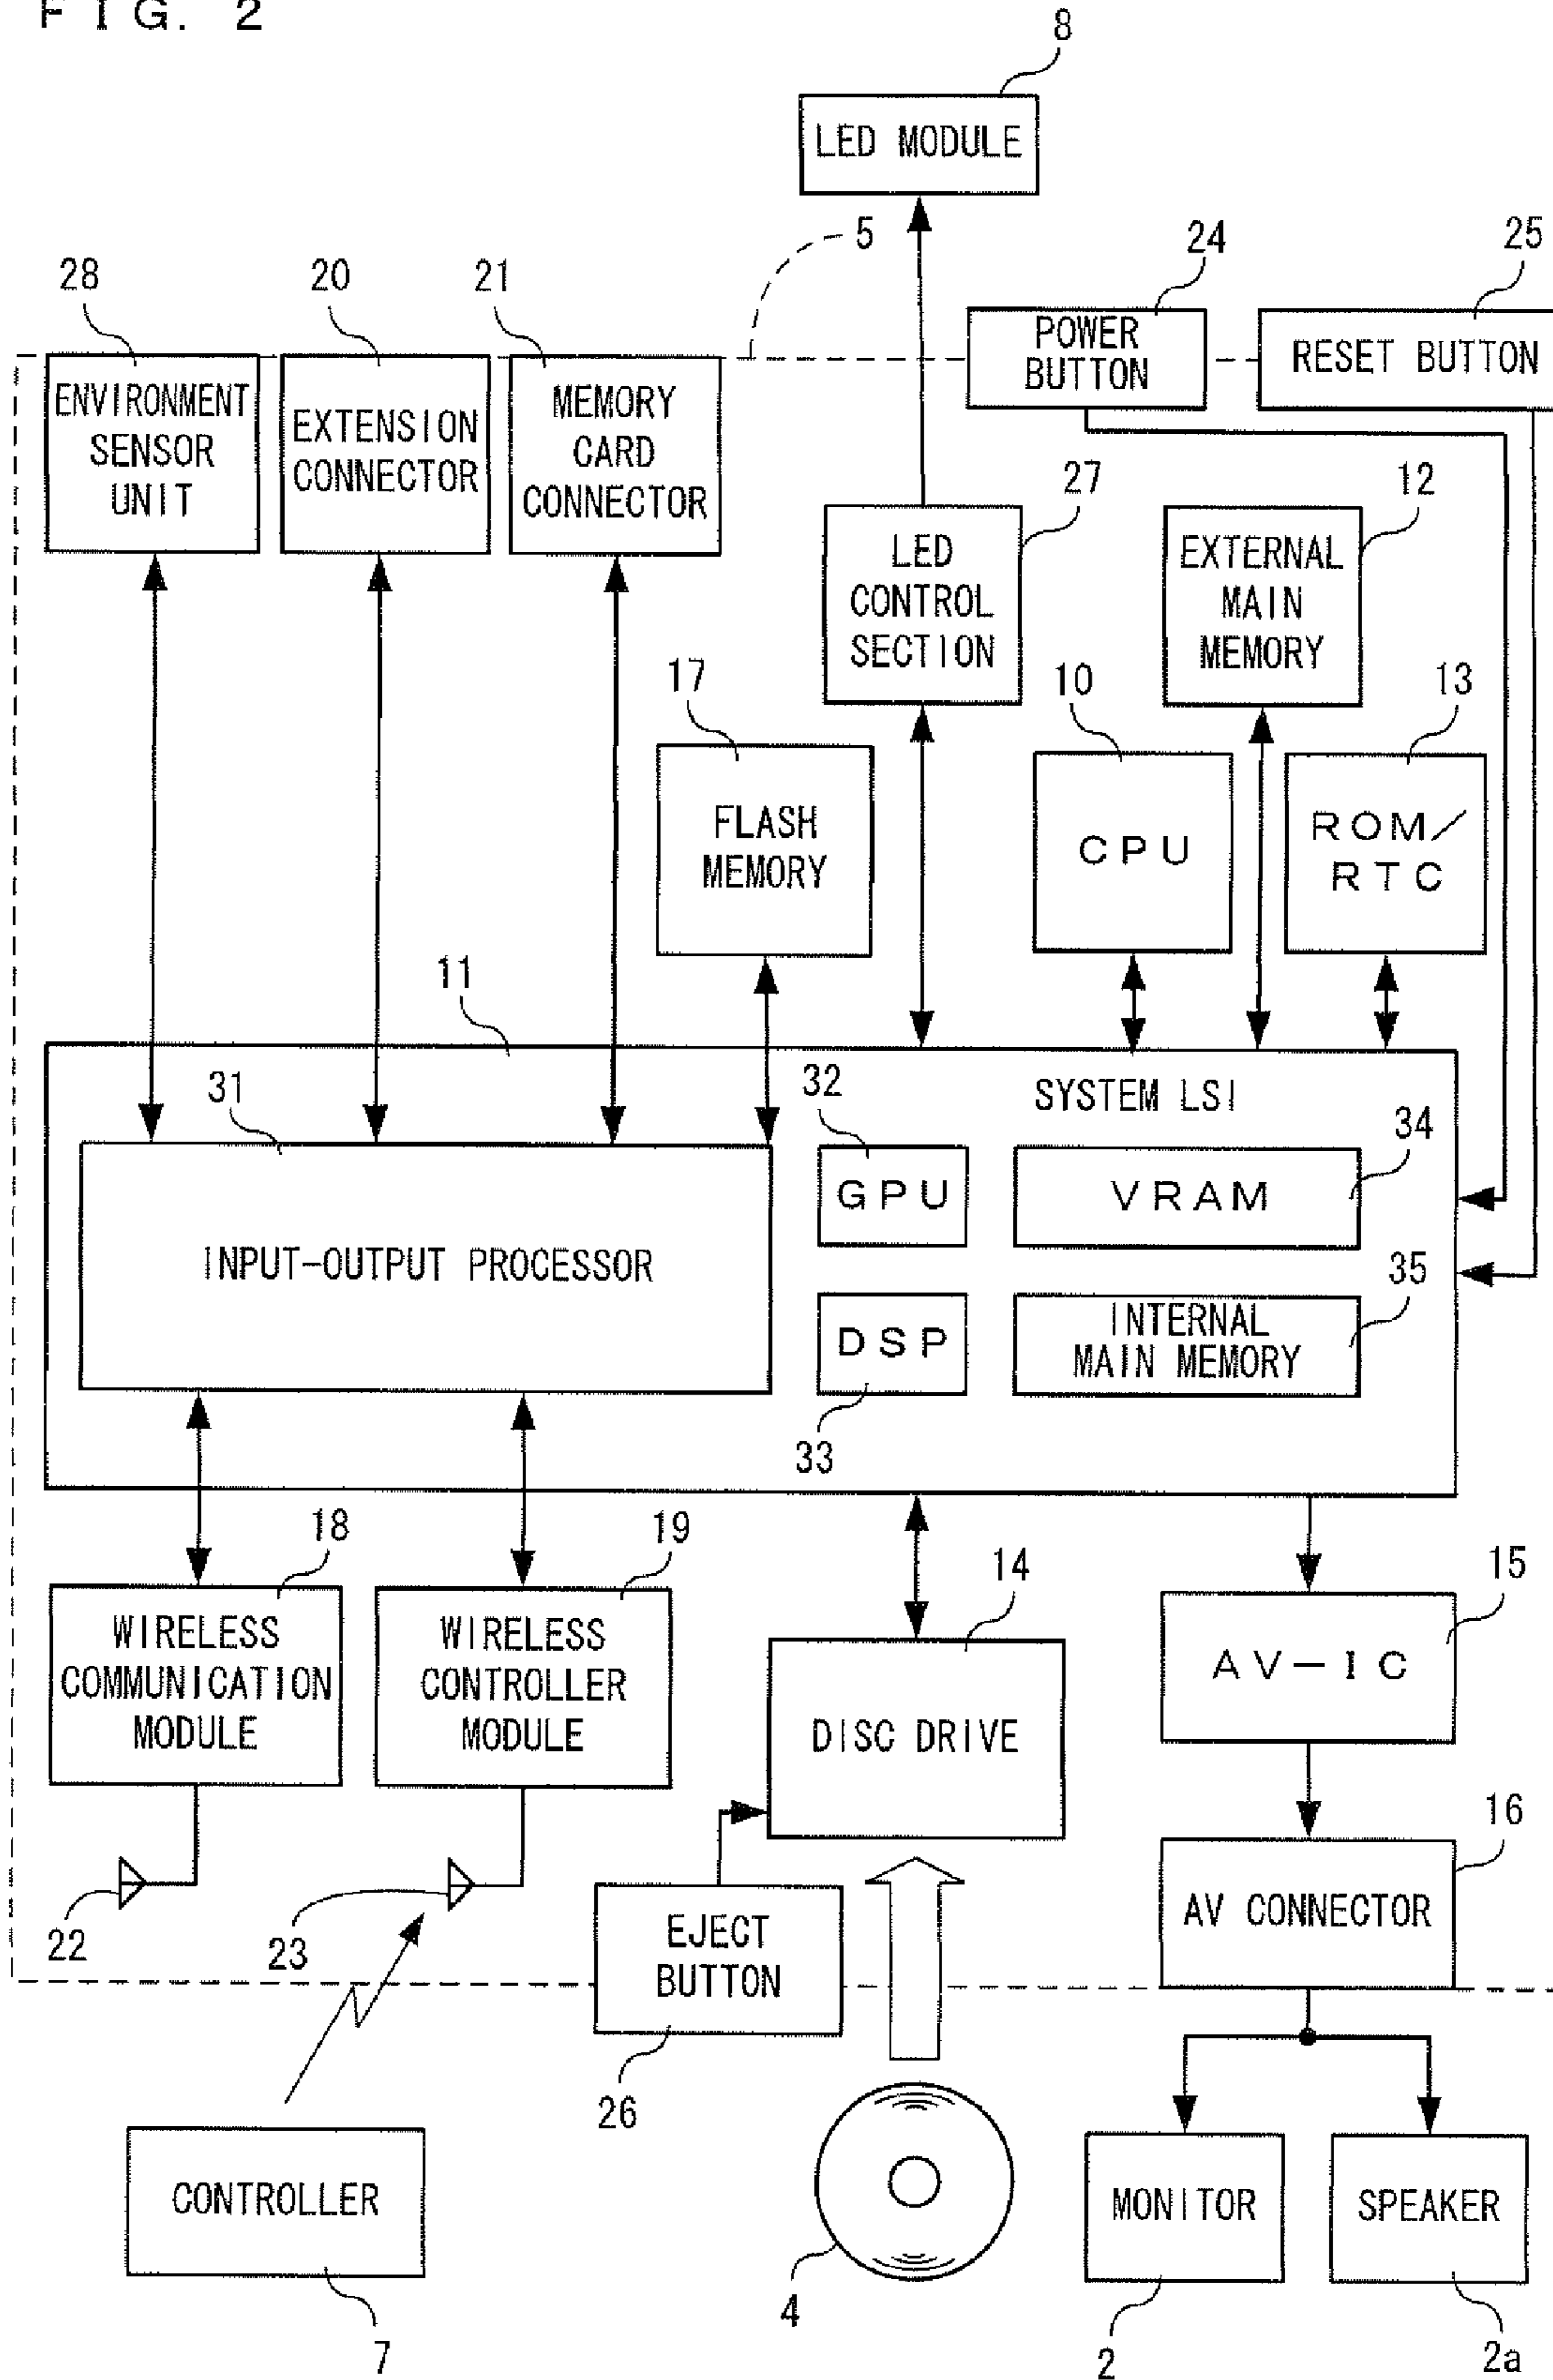 FIG. 2
8
LED MODULE
5
24
25
28
20
21
POWER
BUTTON
RESET BUTTON
ENVIRONMENT
SENSOR
UNIT
EXTENSION
CONNECTOR
MEMORY
CARD
CONNECTOR
27
12
LED
CONTROL
SECTION
EXTERNAL
MAIN
MEMORY
17
10
13
FLASH
MEMORY
CPU
ROM/
RTC
11
31
32
SYSTEM LSI
34
GPU
VRAM
INPUT-OUTPUT PROCESSOR
35
DSP
INTERNAL
MAIN MEMORY
33
18
19
14
15
WIRELESS
COMMUNICATION
MODULE
WIRELESS
CONTROLLER
MODULE
DISC DRIVE
AV-IC
16
22
23
EJECT
BUTTON
AV CONNECTOR
26
CONTROLLER
MONITOR
SPEAKER
4
7
2
2a